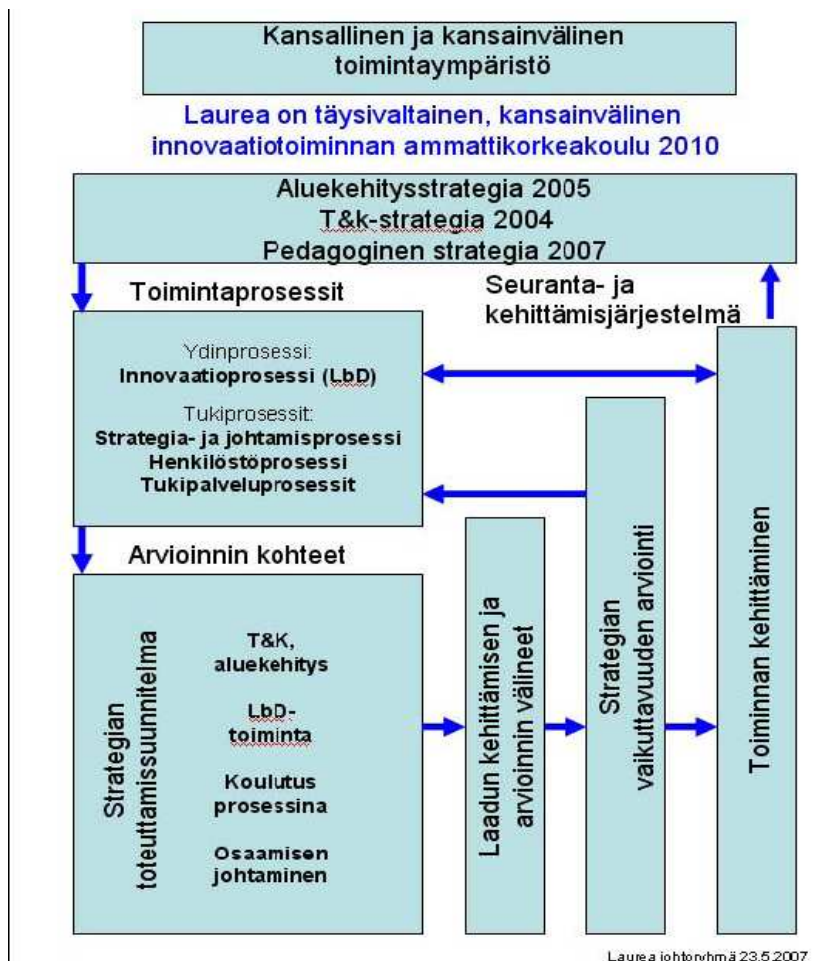 Kansallinen ja kansainvälinen
toimintaympäristö
Laurea on täysivaltainen, kansainvälinen
innovaatiotoiminnan ammattikorkeakoulu 2010
Aluekehitysstrategia 2005
T&k-strategia 2004
Pedagoginen strategia 2007
Toimintaprosessit
Seuranta- ja
kehittämisjärjestelmä
Ydinprosessi:
Innovaatioprosessi (LbD)
Tukiprosessit:
Strategia- ja johtamisprosessi
Henkilöstöprosessi
Tukipalveluprosessit
Arvioinnin kohteet
Strategian
toteuttamissuunnitelma
T&K,
aluekehitys
LbD-
toiminta
Koulutus
prosessina
Osaamisen
johtaminen
Laadun kehittämisen ja
arvioinnin välineet
Strategian
vaikuttavuuden arviointi
Toiminnan kehittäminen
Laurea johtoryhmä 23.5.2007